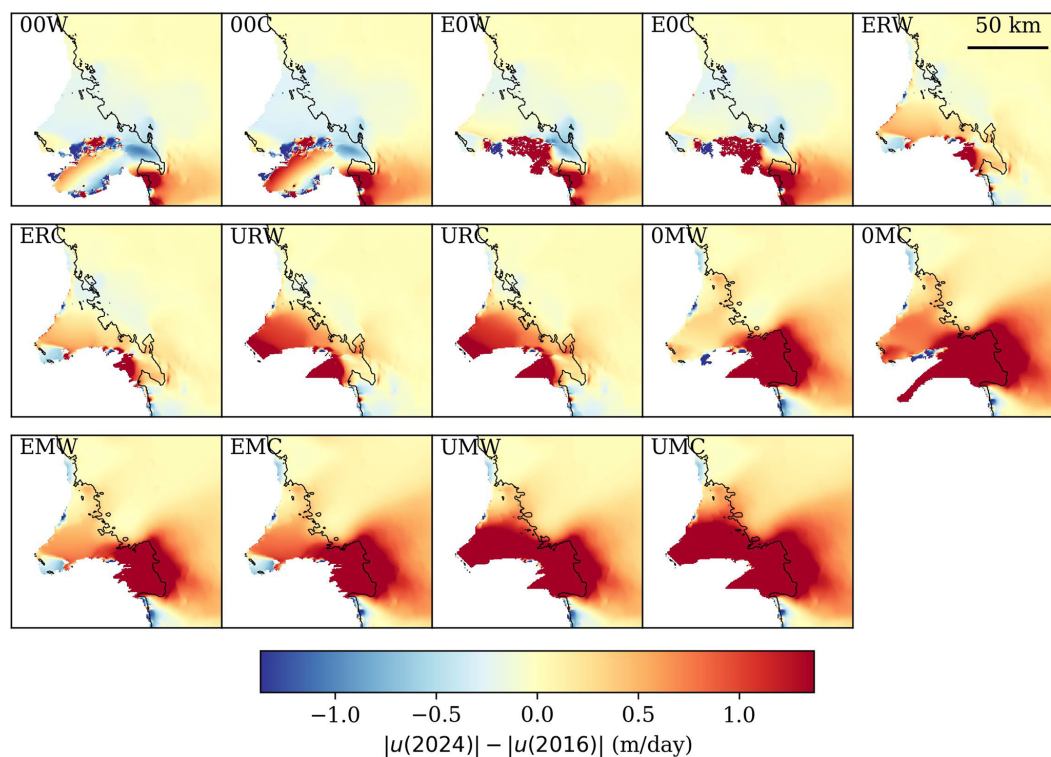 00W 00C E0W E0C ERW 50 km
ERC URW URC 0MW 0MC
EMW EMC UMW UMC
−1.0 −0.5 0.0 0.5 1.0
|u(2024)| − |u(2016)| (m/day)